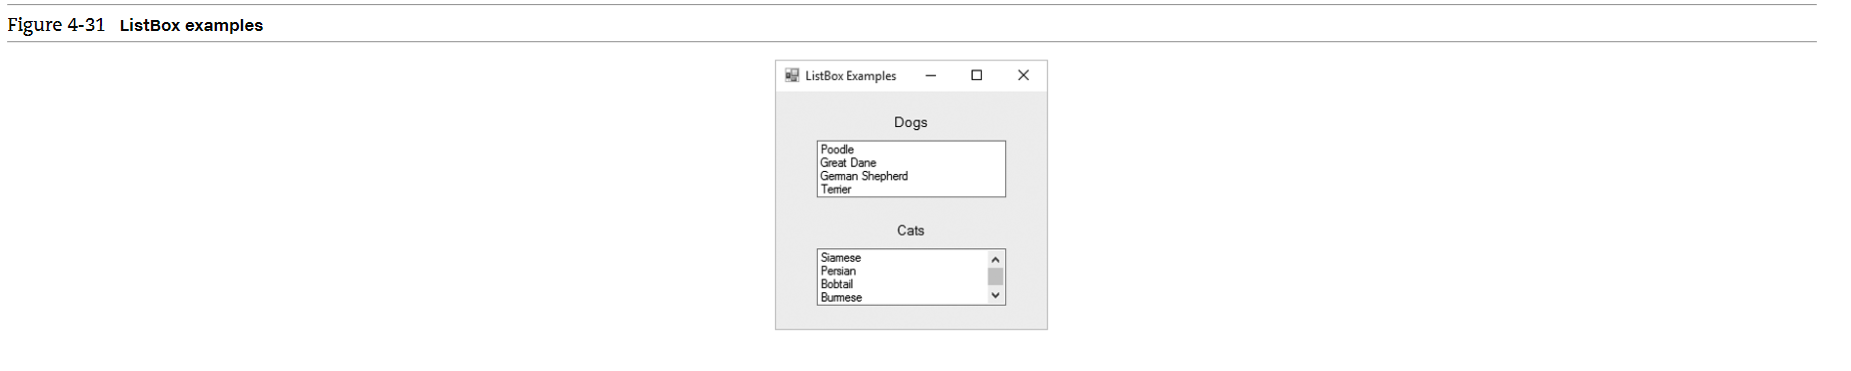 Figure 4-31 ListBox examples
ListBox Examples
Dogs
Poodle
Great Dane
German Shepherd
Terrier
Cats
Siamese
Persian
Bobtail
Burmese